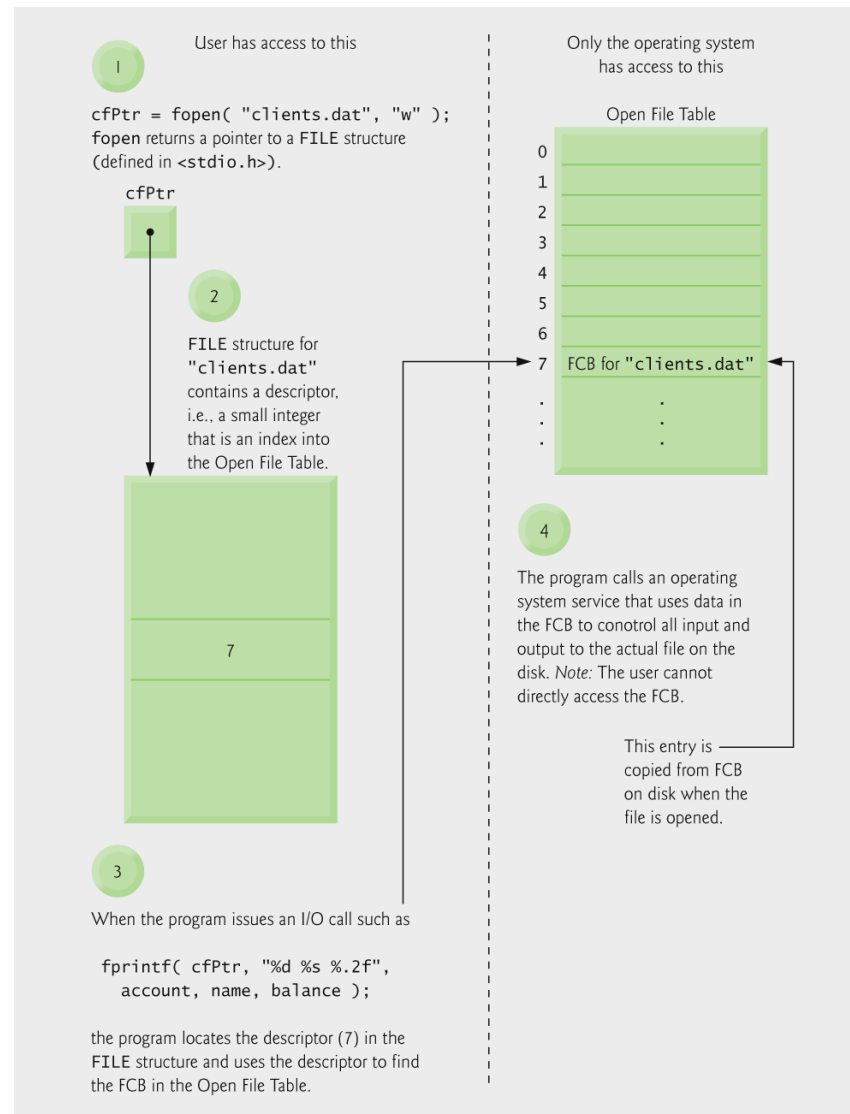 User has access to this
1
cfPtr = fopen( "clients.dat", "w" );
fopen returns a pointer to a FILE structure
(defined in <stdio.h>).
cfPtr
2
FILE structure for
"clients.dat"
contains a descriptor,
i.e., a small integer
that is an index into
the Open File Table.
7
3
When the program issues an I/O call such as
fprintf( cfPtr, "%d %s %.2f",
account, name, balance );
the program locates the descriptor (7) in the
FILE structure and uses the descriptor to find
the FCB in the Open File Table.
Only the operating system
has access to this
Open File Table
0
1
2
3
4
5
6
7 FCB for "clients.dat"
. .
. .
. .
4
The program calls an operating
system service that uses data in
the FCB to conotrol all input and
output to the actual file on the
disk. Note: The user cannot
directly access the FCB.
This entry is
copied from FCB
on disk when the
file is opened.